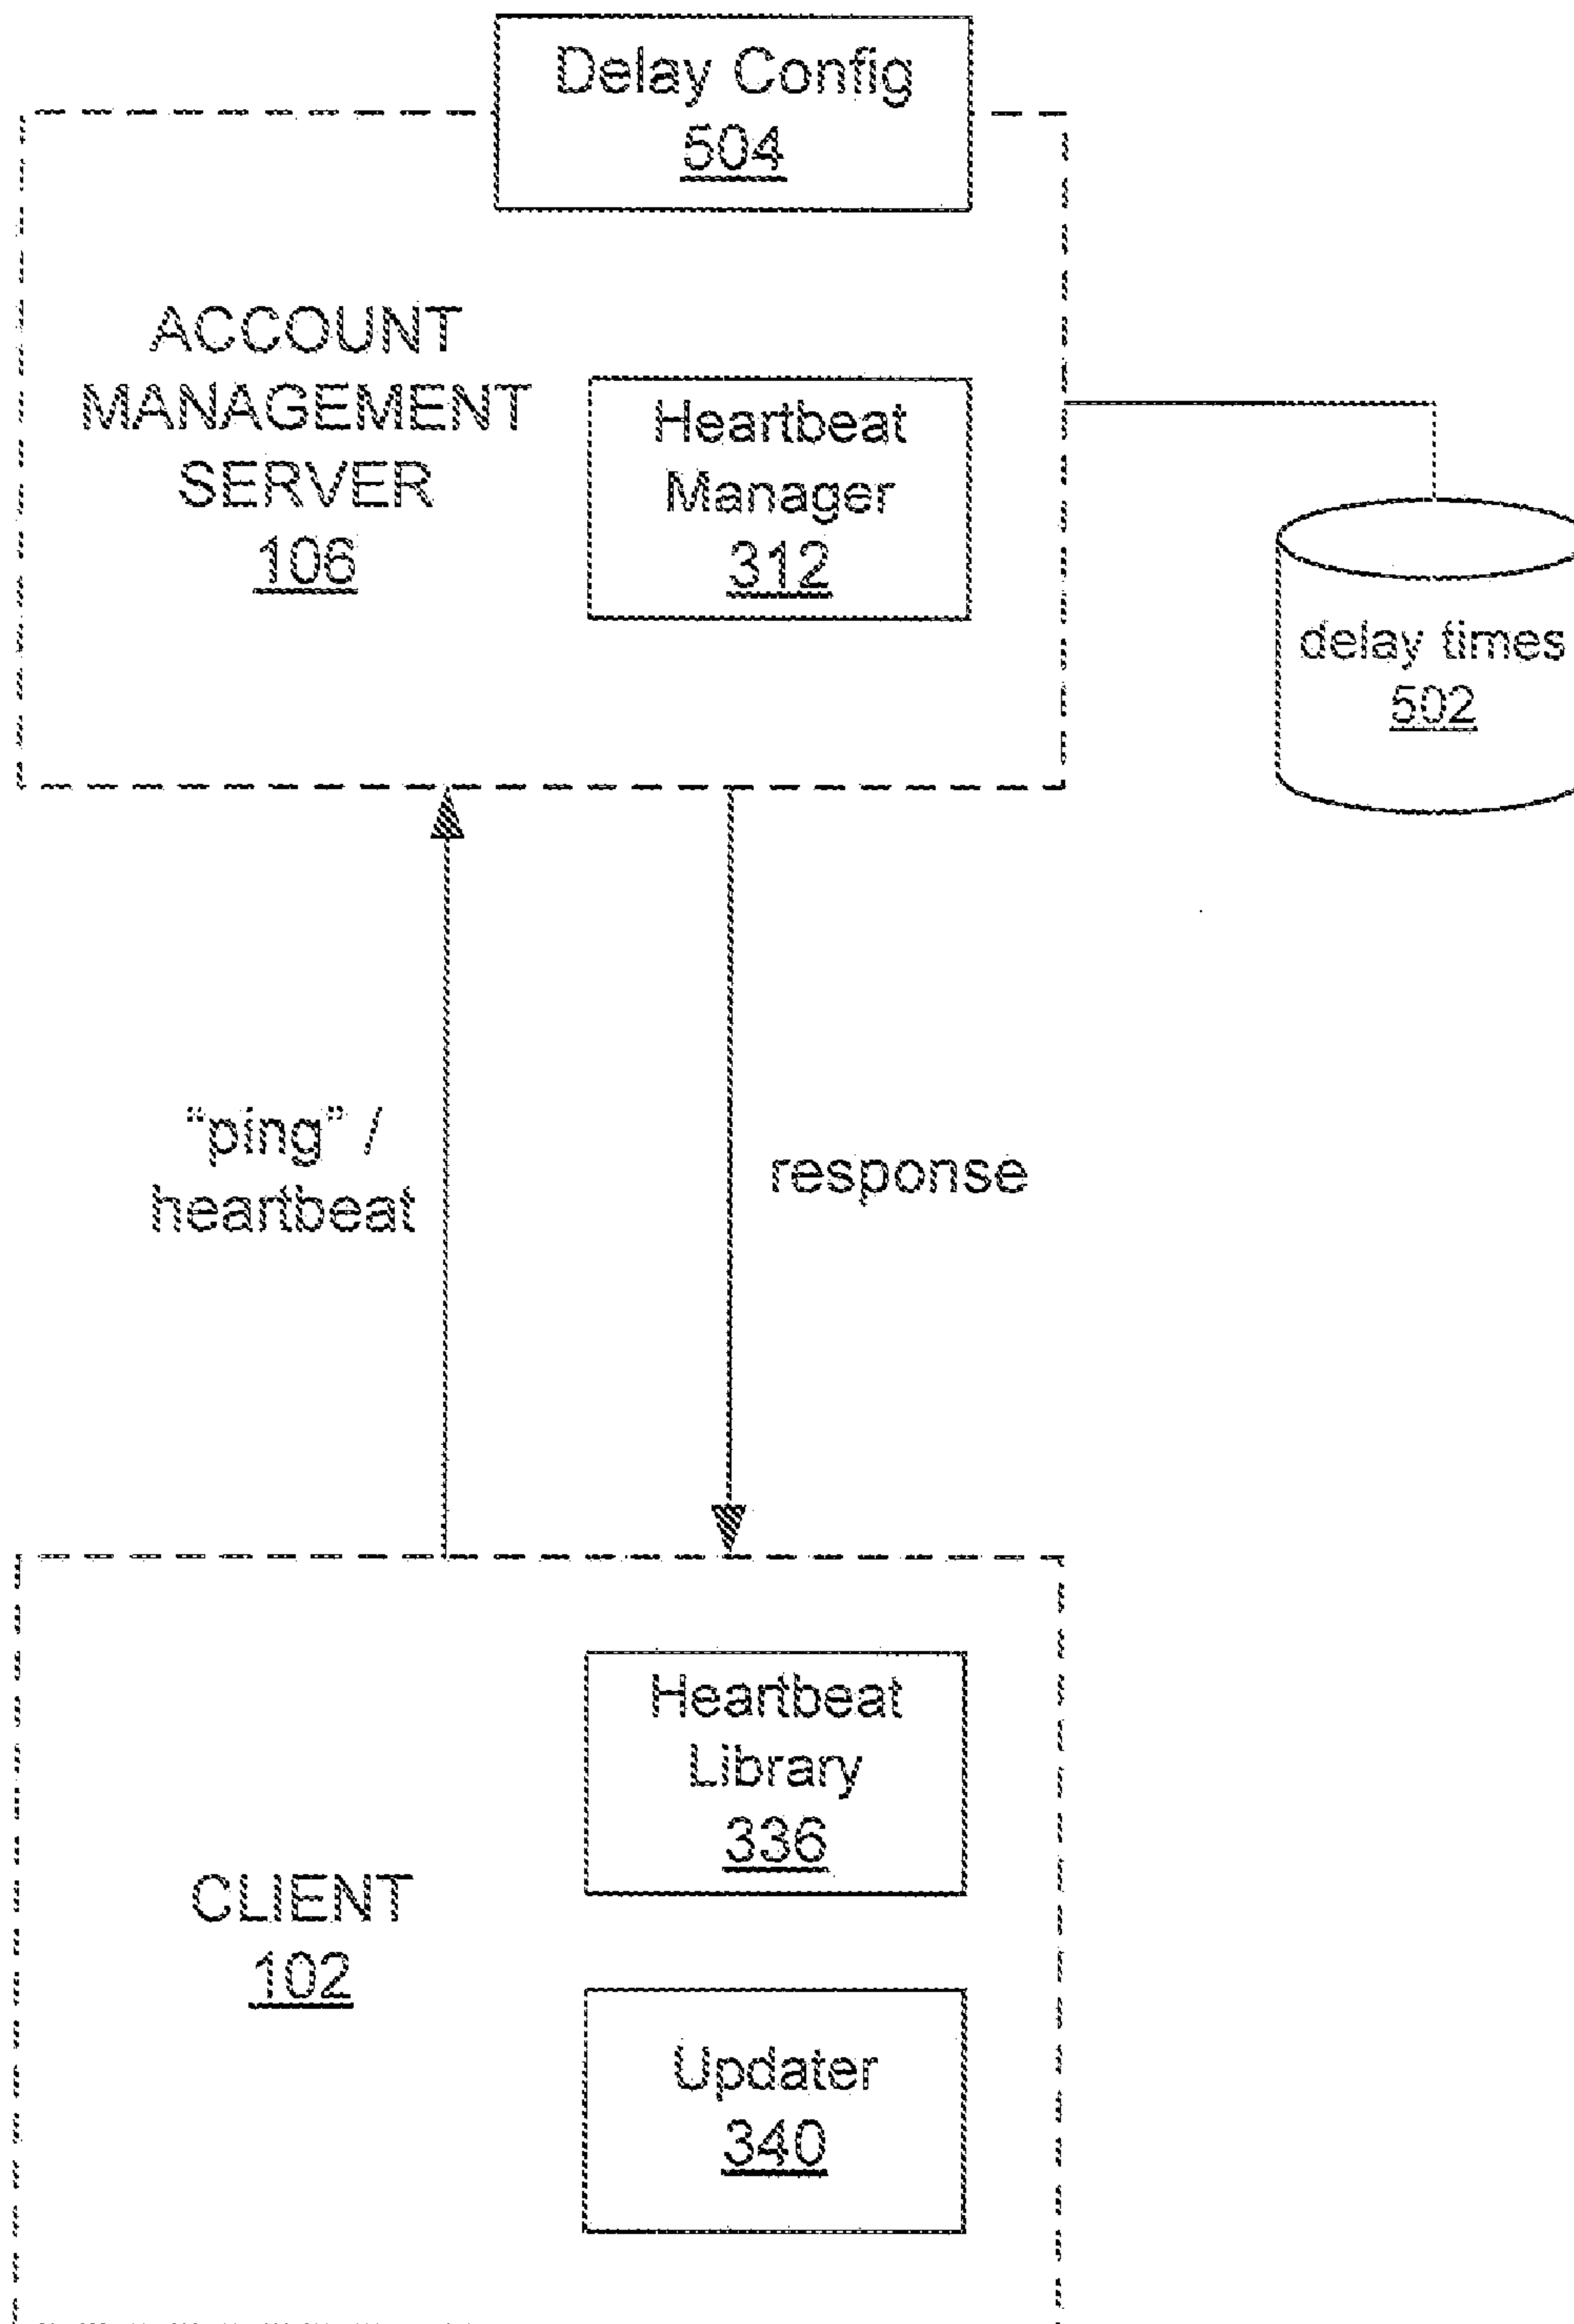 Delay Config
504
ACCOUNT
MANAGEMENT
SERVER
106
Heartbeat
Manager
312
delay times
502
“ping” /
heartbeat
response
Heartbeat
Library
336
CLIENT
102
Updater
340